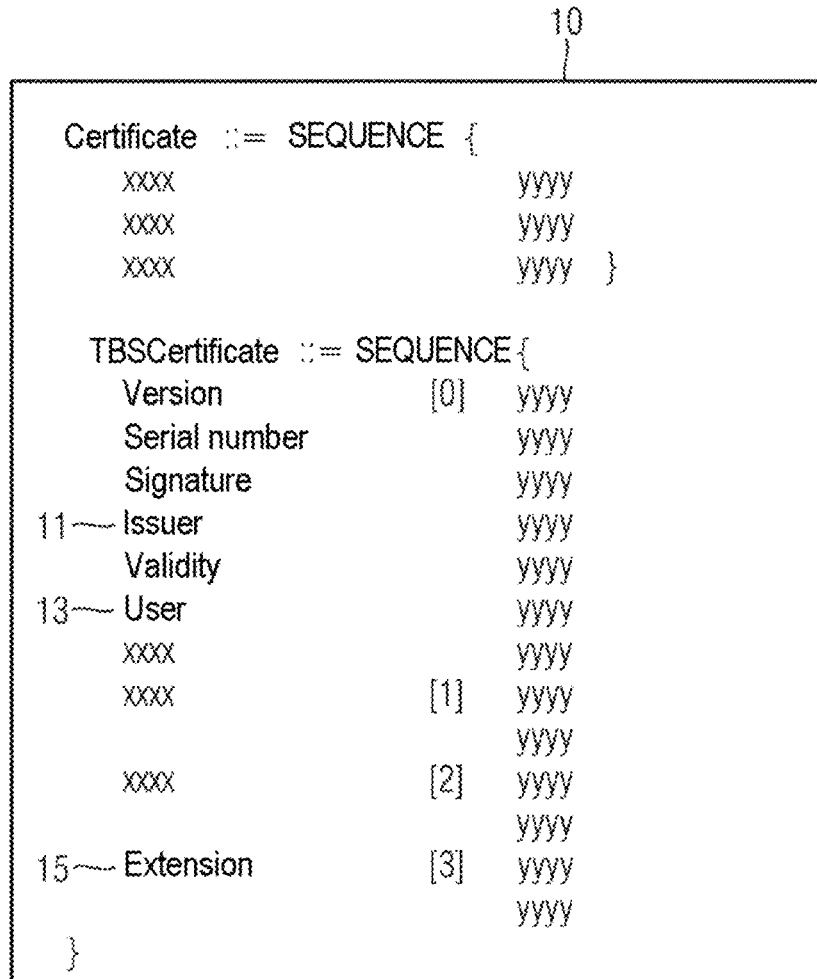 10
Certificate ::= SEQUENCE {
xxxx yyyy
xxxx yyyy
xxxx yyyy }
TBSCertificate ::= SEQUENCE{
Version [0] yyyy
Serial number yyyy
Signature yyyy
11 Issuer yyyy
Validity yyyy
13 User yyyy
xxxx yyyy
xxxx [1] yyyy
yyyy
xxxx [2] yyyy
yyyy
15 Extension [3] yyyy
yyyy
}